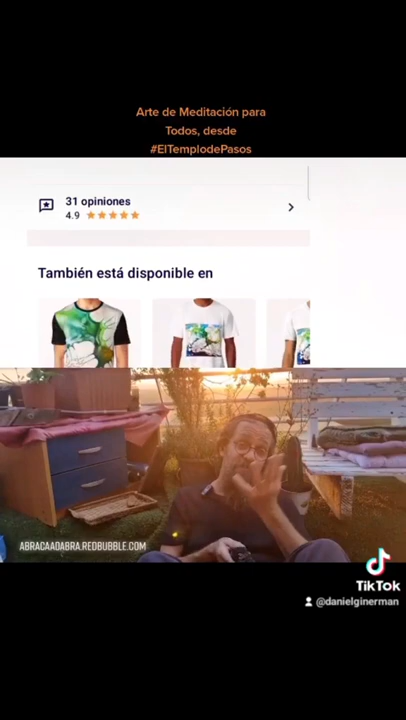 Arte de Meditación para
Todos, desde
#ElTemplodePasos
31 opiniones
4.9
También está disponible en
ABRACAADABRA.REDBUBBLE.COM
TikTok
@danielginerman